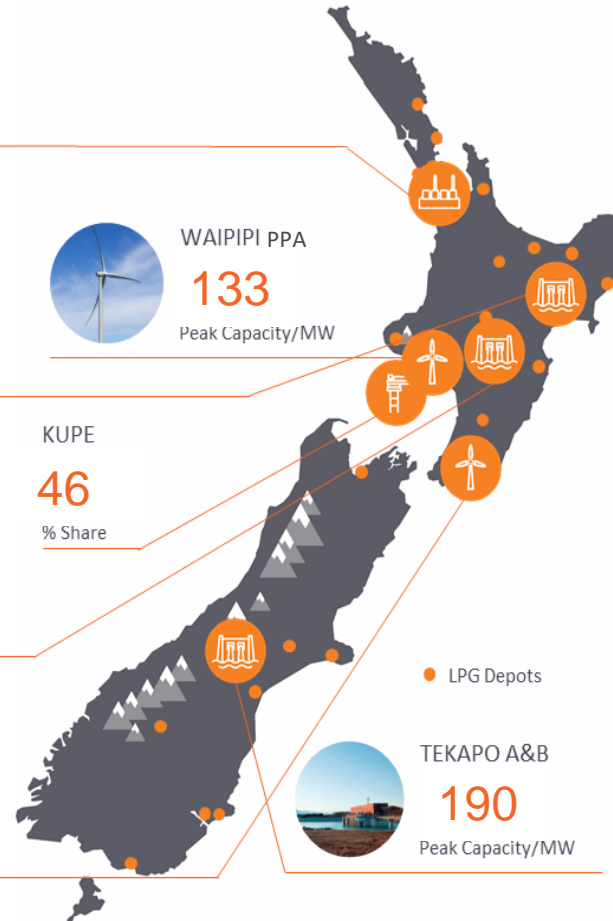 WAIPIPI PPA
133
Peak Capacity/MW
KUPE
46
% Share
LPG Depots
TEKAPO A&B
190
Peak Capacity/MW